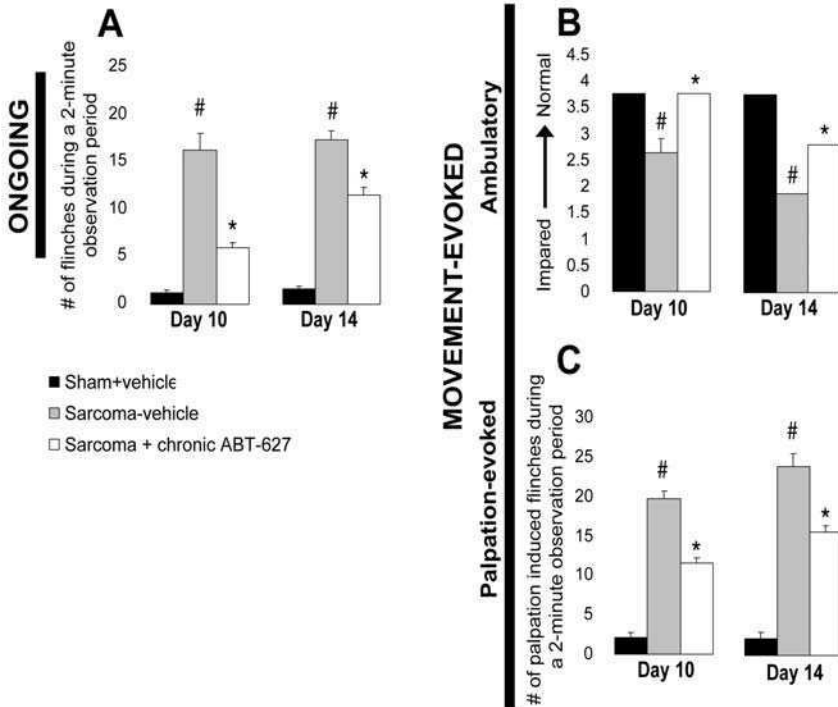 A
ONGOING
# of flinches during a 2-minute
observation period
25
20
15
10
5
0
#
*
#
*
Day 10
Day 14
Sham+vehicle
Sarcoma-vehicle
Sarcoma + chronic ABT-627
MOVEMENT-EVOKED
Ambulatory
B
Impared → Normal
4.5
4
3.5
3
2.5
2
1.5
1
0.5
0
#
*
#
*
Day 10
Day 14
Palpation-evoked
C
# of palpation induced flinches during
a 2-minute observation period
30
25
20
15
10
5
0
#
*
#
*
Day 10
Day 14